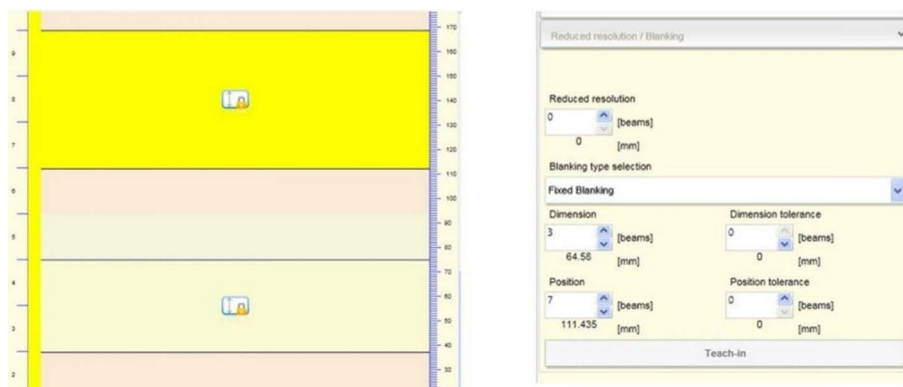 9
8
7
6
5
4
3
2
170
160
150
140
130
120
110
100
90
80
70
60
50
40
30
Reduced resolution / Blanking
Reduced resolution
0 [beams]
0 [mm]
Blanking type selection
Fixed Blanking
Dimension Dimension tolerance
3 [beams] 0 [beams]
64.58 [mm] 0 [mm]
Position Position tolerance
7 [beams] 0 [beams]
111.435 [mm] 0 [mm]
Teach-in